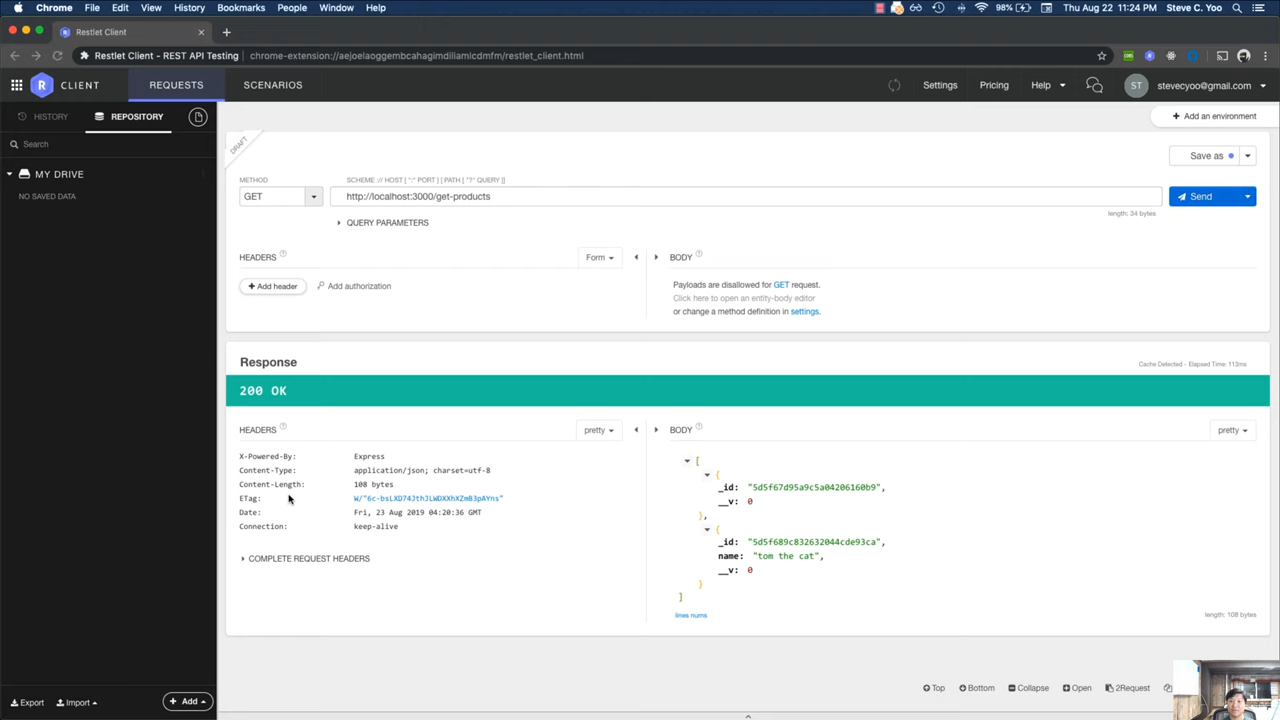 Chrome File Edit View History Bookmarks People Window Help 98% Thu Aug 22 11:24 PM Steve C. Yoo
Restlet Client
Restlet Client - REST API Testing chrome-extension://aejoelaoggembcahagimdiliamlcdmfm/restlet_client.html
CLIENT REQUESTS SCENARIOS Settings Pricing Help ST stevecyoo@gmail.com
HISTORY REPOSITORY Add an environment
Search
DRAFT
Save as
MY DRIVE
NO SAVED DATA
METHOD SCHEME :// HOST [ ":" PORT ] [ PATH [ "?" QUERY ]]
GET http://localhost:3000/get-products Send
length: 34 bytes
QUERY PARAMETERS
HEADERS Form BODY
Add header Add authorization
Payloads are disallowed for GET request.
Click here to open an entity-body editor
or change a method definition in settings.
Response
Cache Detected - Elapsed Time: 113ms
200 OK
HEADERS pretty BODY pretty
X-Powered-By: Express
Content-Type: application/json; charset=utf-8
Content-Length: 108 bytes
ETag: W/"6c-bsLXD74JthJLWDXXhXZmB3pAYns"
Date: Fri, 23 Aug 2019 04:20:36 GMT
Connection: keep-alive
COMPLETE REQUEST HEADERS
[
{
_id: "5d5f67d95a9c5a04206160b9",
__v: 0
},
{
_id: "5d5f689c832632044cde93ca",
name: "tom the cat",
__v: 0
}
]
lines nums length: 108 bytes
Top Bottom Collapse Open 2Request
Export Import Add